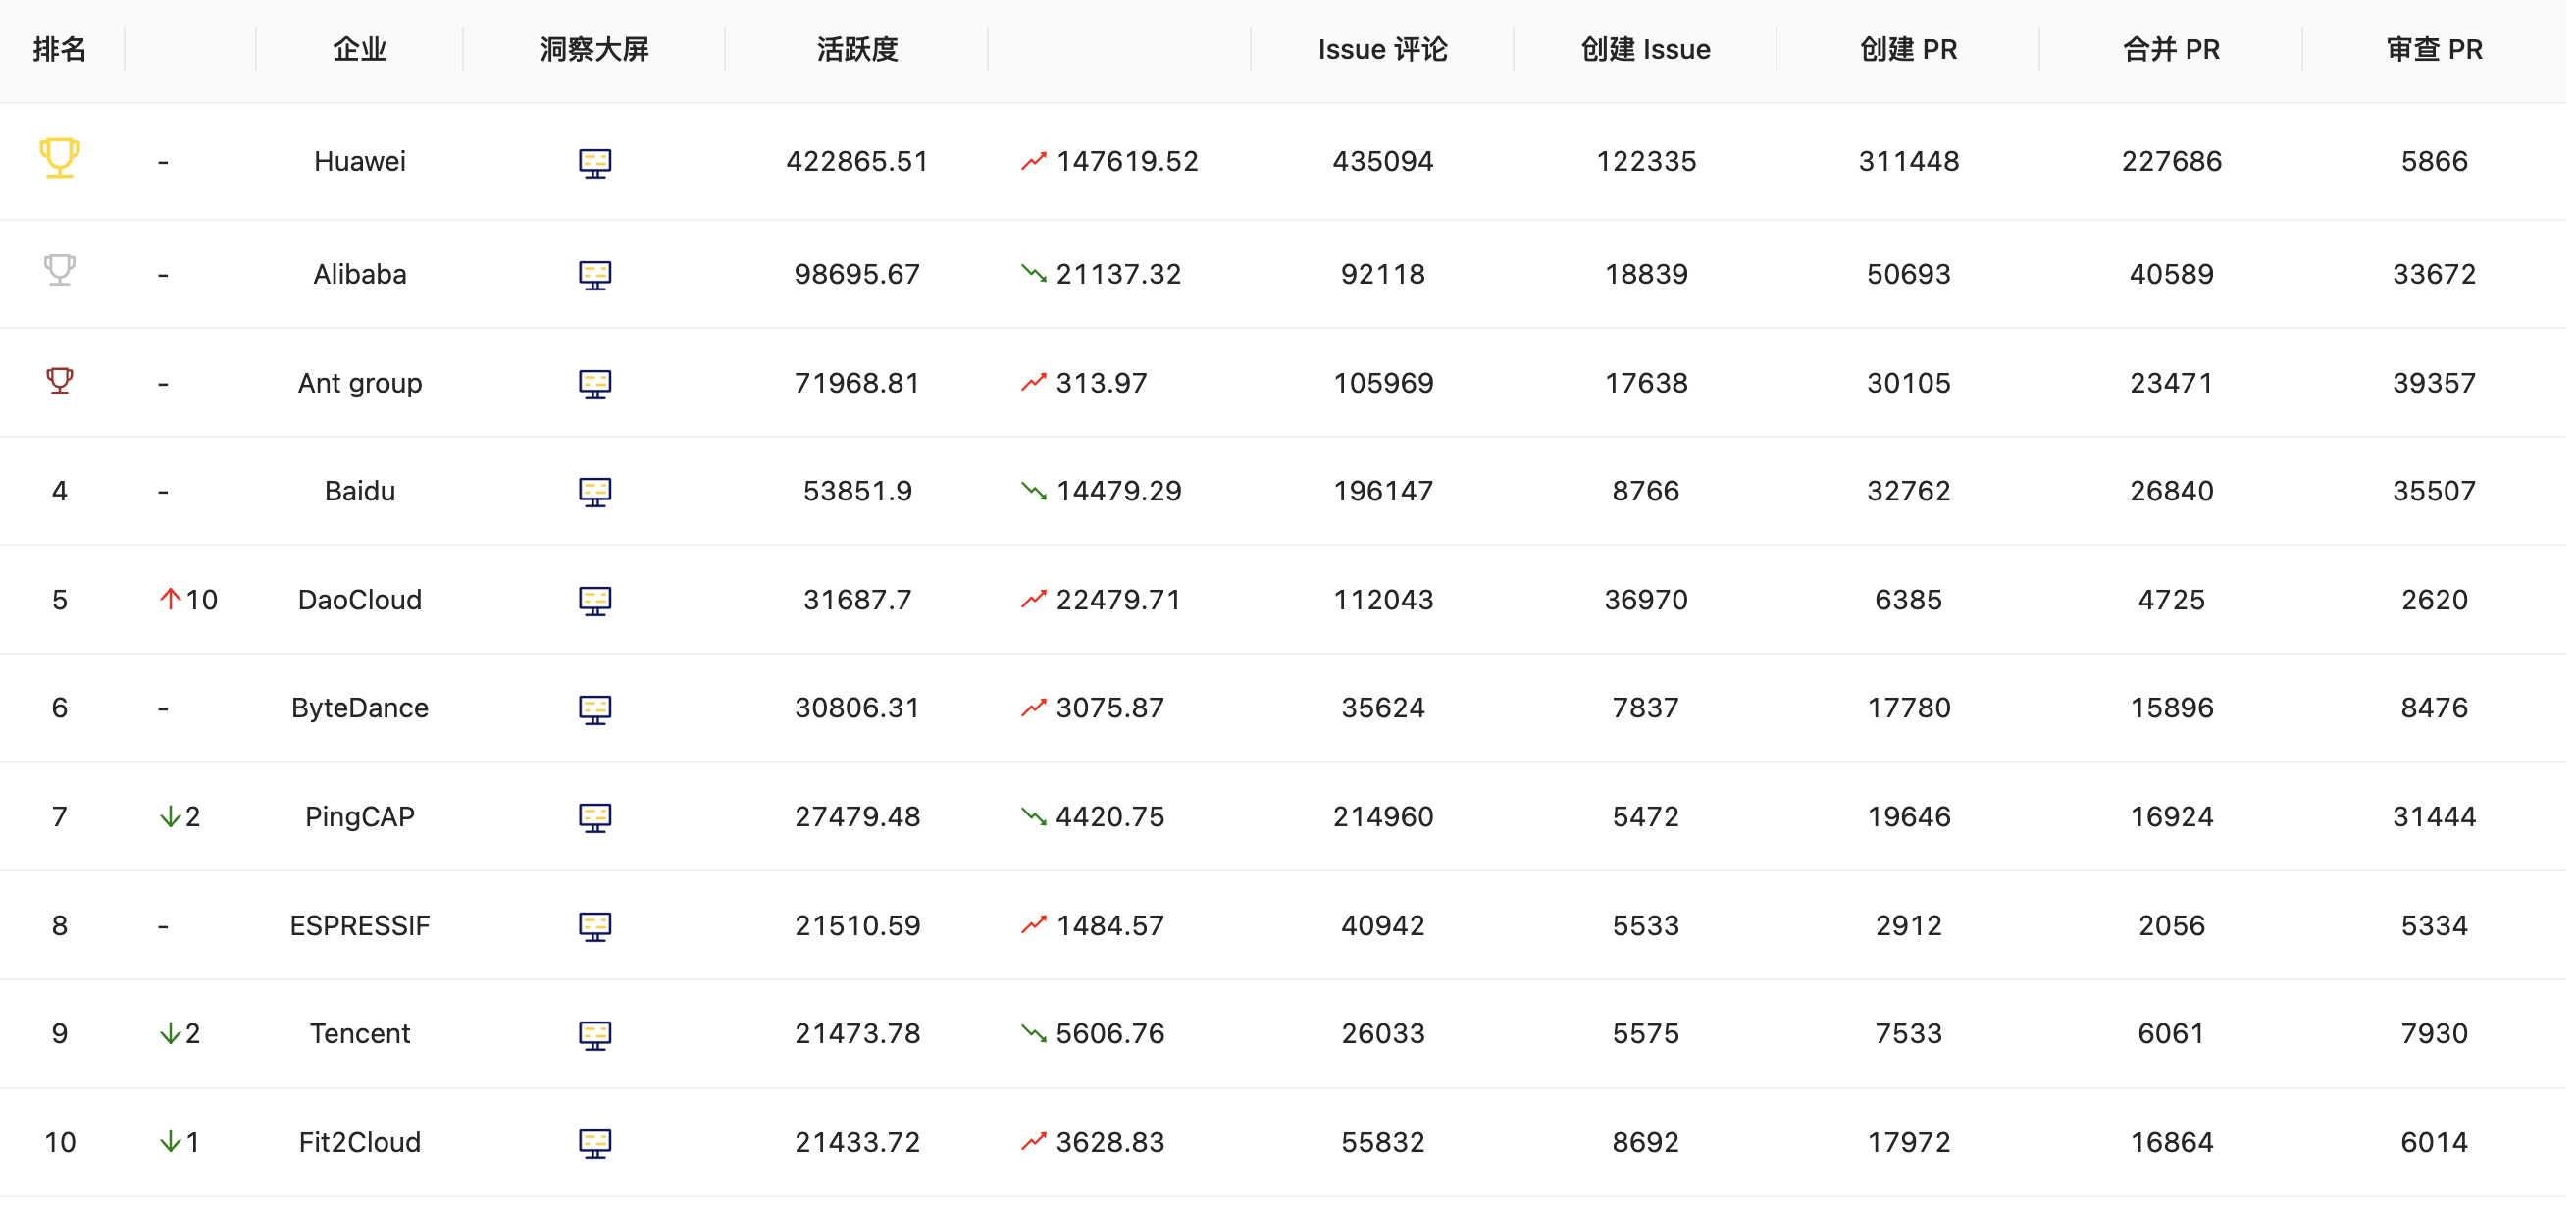 排名 企业 洞察大屏 活跃度 Issue 评论 创建 Issue 创建 PR 合并 PR 审查 PR
- Huawei 422865.51 147619.52 435094 122335 311448 227686 5866
- Alibaba 98695.67 21137.32 92118 18839 50693 40589 33672
- Ant group 71968.81 313.97 105969 17638 30105 23471 39357
4 - Baidu 53851.9 14479.29 196147 8766 32762 26840 35507
5 ↑10 DaoCloud 31687.7 22479.71 112043 36970 6385 4725 2620
6 - ByteDance 30806.31 3075.87 35624 7837 17780 15896 8476
7 ↓2 PingCAP 27479.48 4420.75 214960 5472 19646 16924 31444
8 - ESPRESSIF 21510.59 1484.57 40942 5533 2912 2056 5334
9 ↓2 Tencent 21473.78 5606.76 26033 5575 7533 6061 7930
10 ↓1 Fit2Cloud 21433.72 3628.83 55832 8692 17972 16864 6014